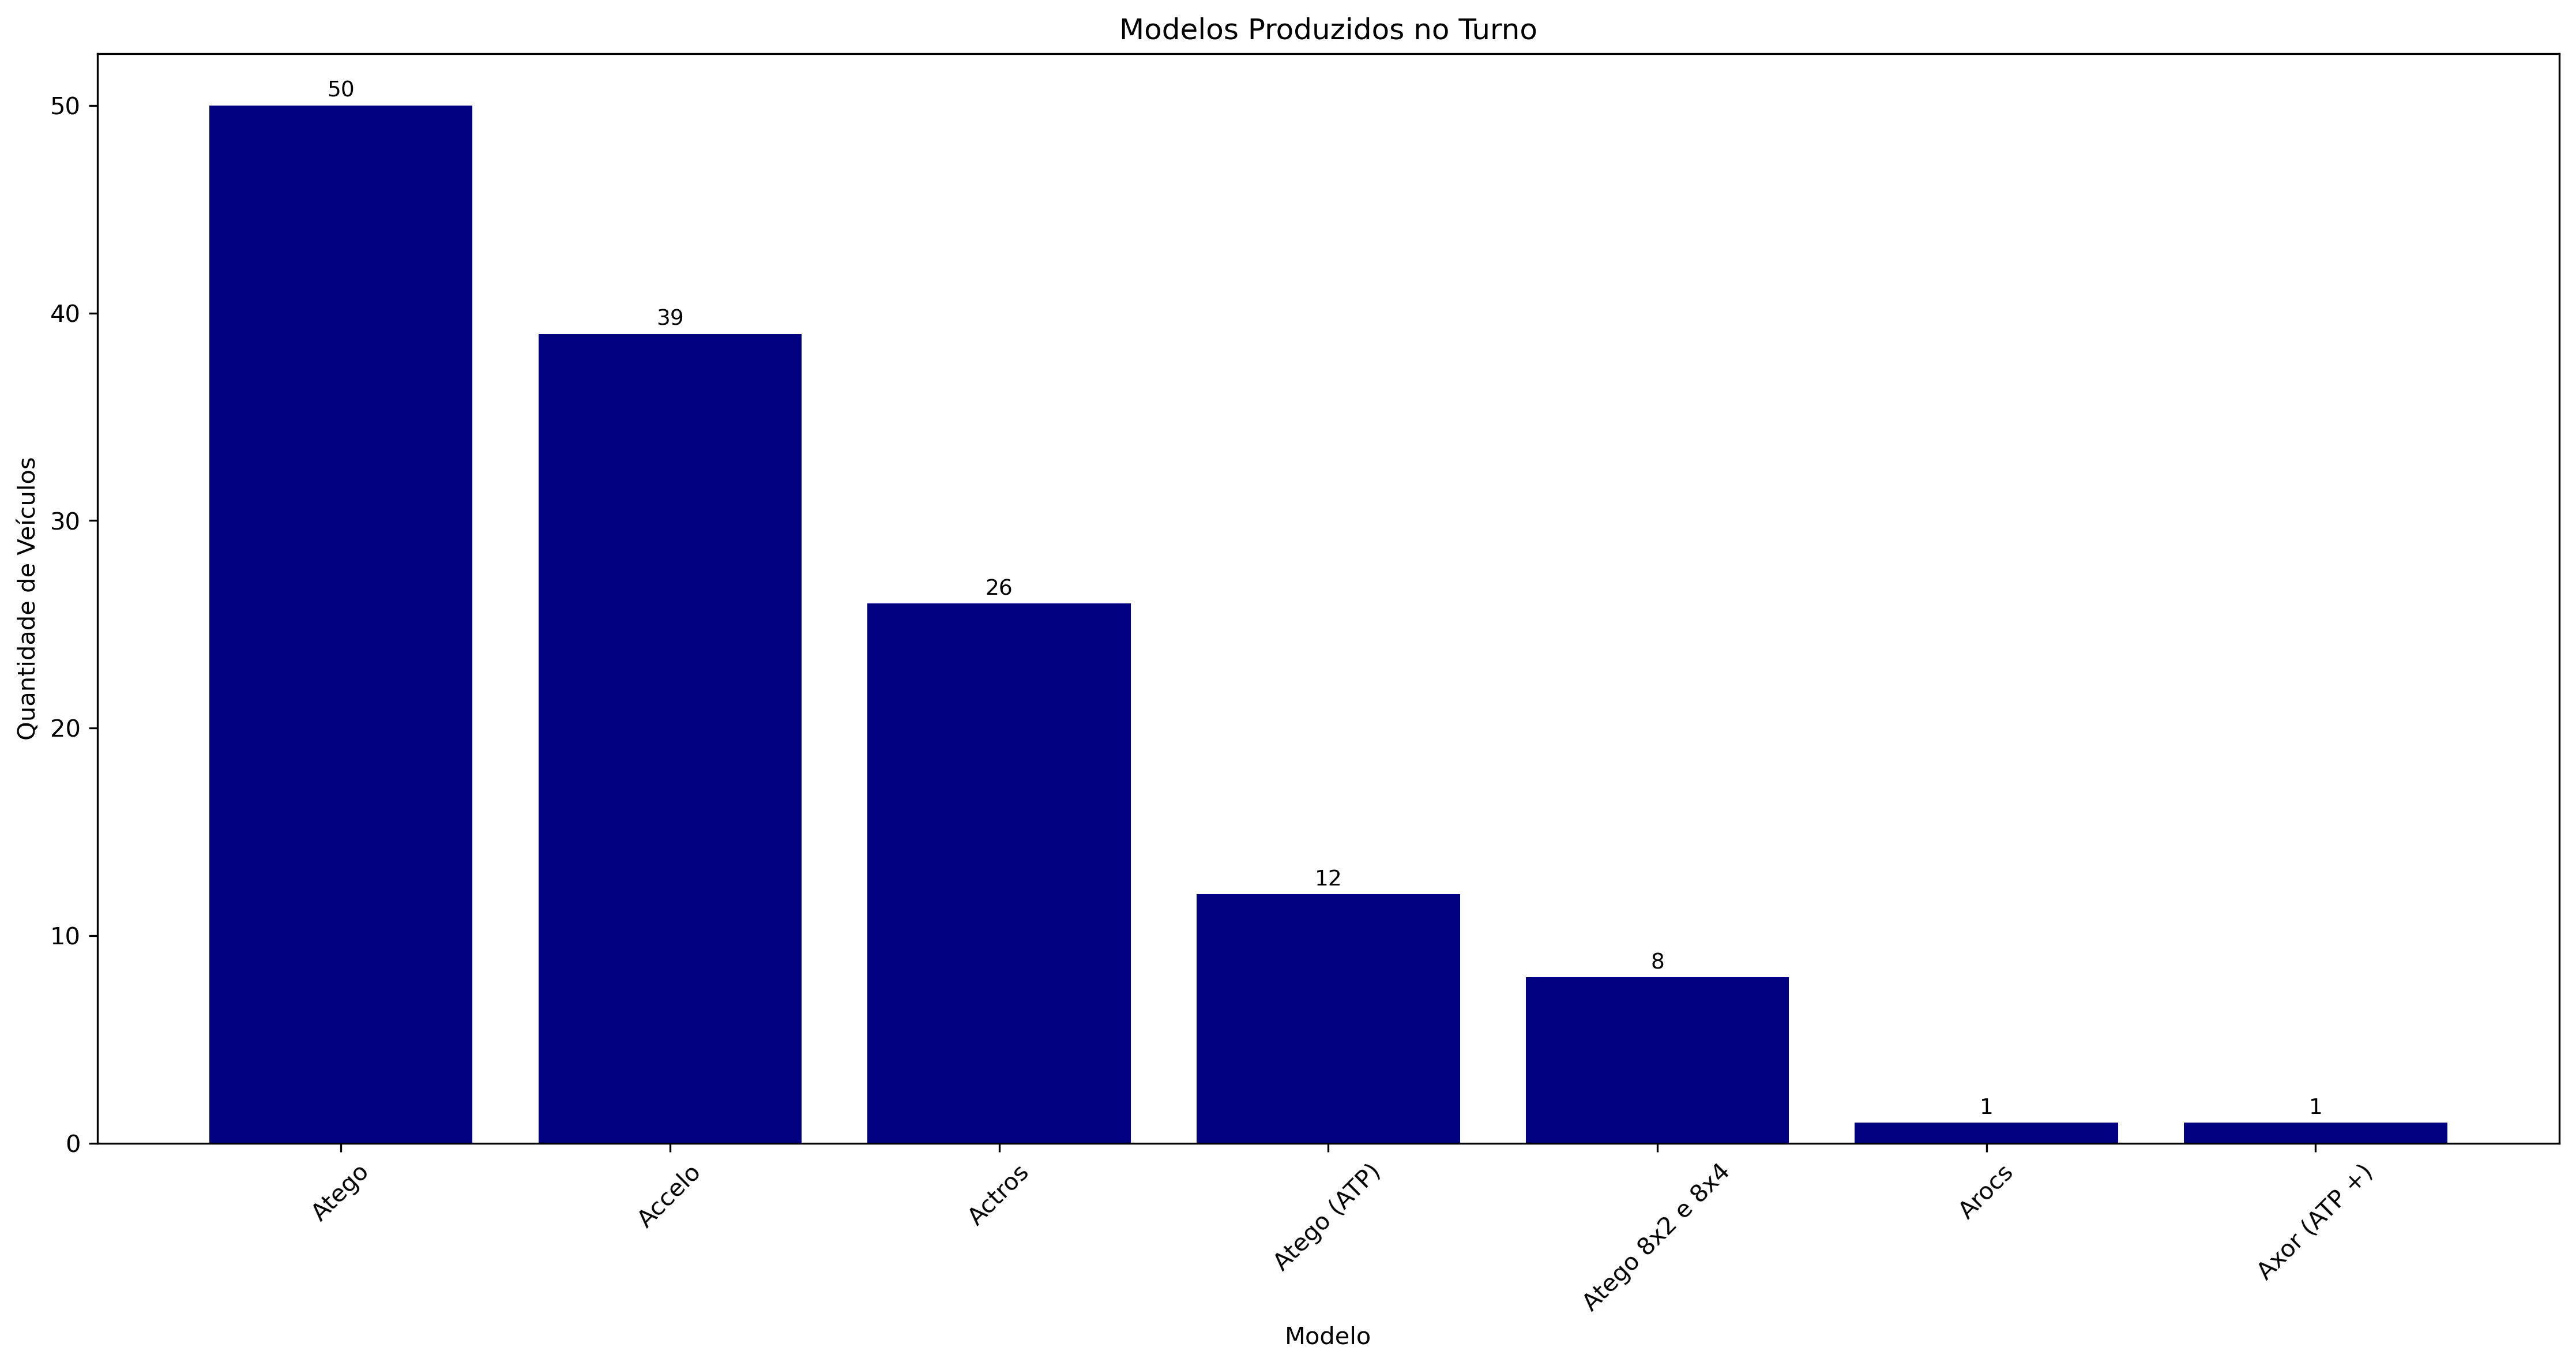 Modelos Produzidos no Turno
Quantidade de Veículos
50
40
30
20
10
0
50
39
26
12
8
1
1
Atego
Accelo
Actros
Atego (ATP)
Atego 8x2 e 8x4
Arocs
Axor (ATP +)
Modelo